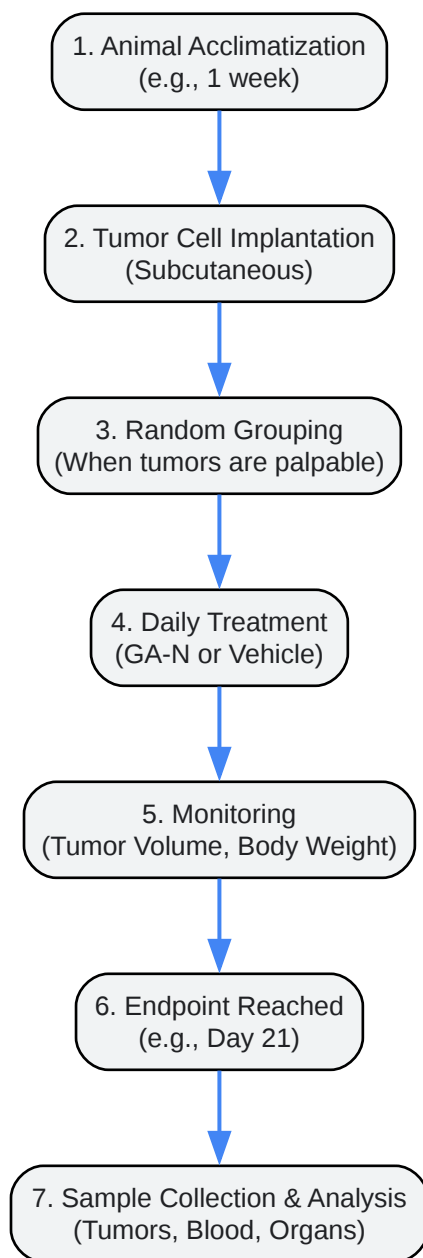 1. Animal Acclimatization
(e.g., 1 week)
2. Tumor Cell Implantation
(Subcutaneous)
3. Random Grouping
(When tumors are palpable)
4. Daily Treatment
(GA-N or Vehicle)
5. Monitoring
(Tumor Volume, Body Weight)
6. Endpoint Reached
(e.g., Day 21)
7. Sample Collection & Analysis
(Tumors, Blood, Organs)